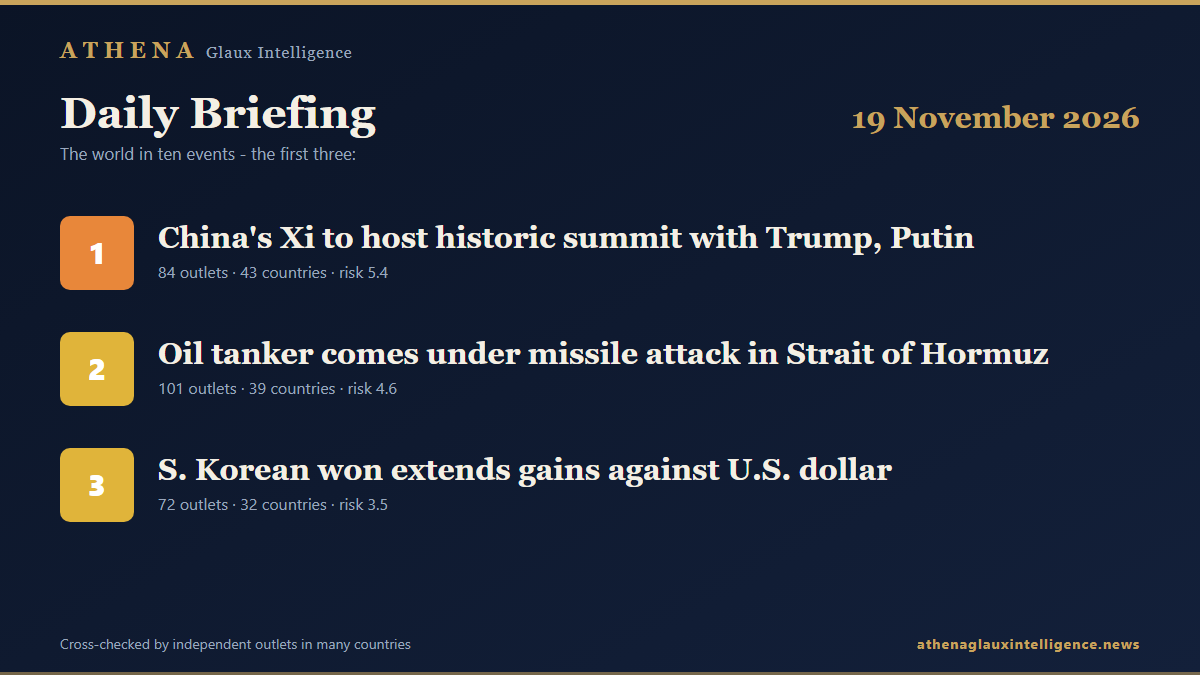 ATHENA Glaux Intelligence
Daily Briefing
19 November 2026
The world in ten events - the first three:
1
China's Xi to host historic summit with Trump, Putin
84 outlets · 43 countries · risk 5.4
2
Oil tanker comes under missile attack in Strait of Hormuz
101 outlets · 39 countries · risk 4.6
3
S. Korean won extends gains against U.S. dollar
72 outlets · 32 countries · risk 3.5
Cross-checked by independent outlets in many countries
athenaglauxintelligence.news